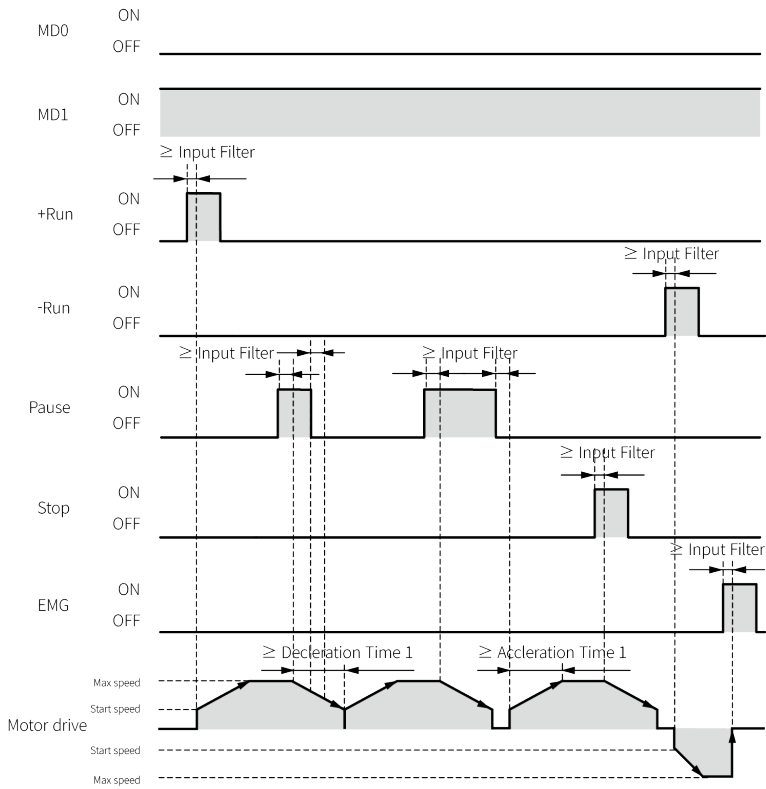 MD0 ON
OFF
MD1 ON
OFF
≥ Input Filter
+Run ON
OFF
≥ Input Filter
-Run ON
OFF
≥ Input Filter ≥ Input Filter
Pause ON
OFF
≥ Input Filter
Stop ON
OFF
≥ Input Filter
EMG ON
OFF
≥ Decleration Time 1 ≥ Accleration Time 1
Max speed
Start speed
Motor drive
Start speed
Max speed